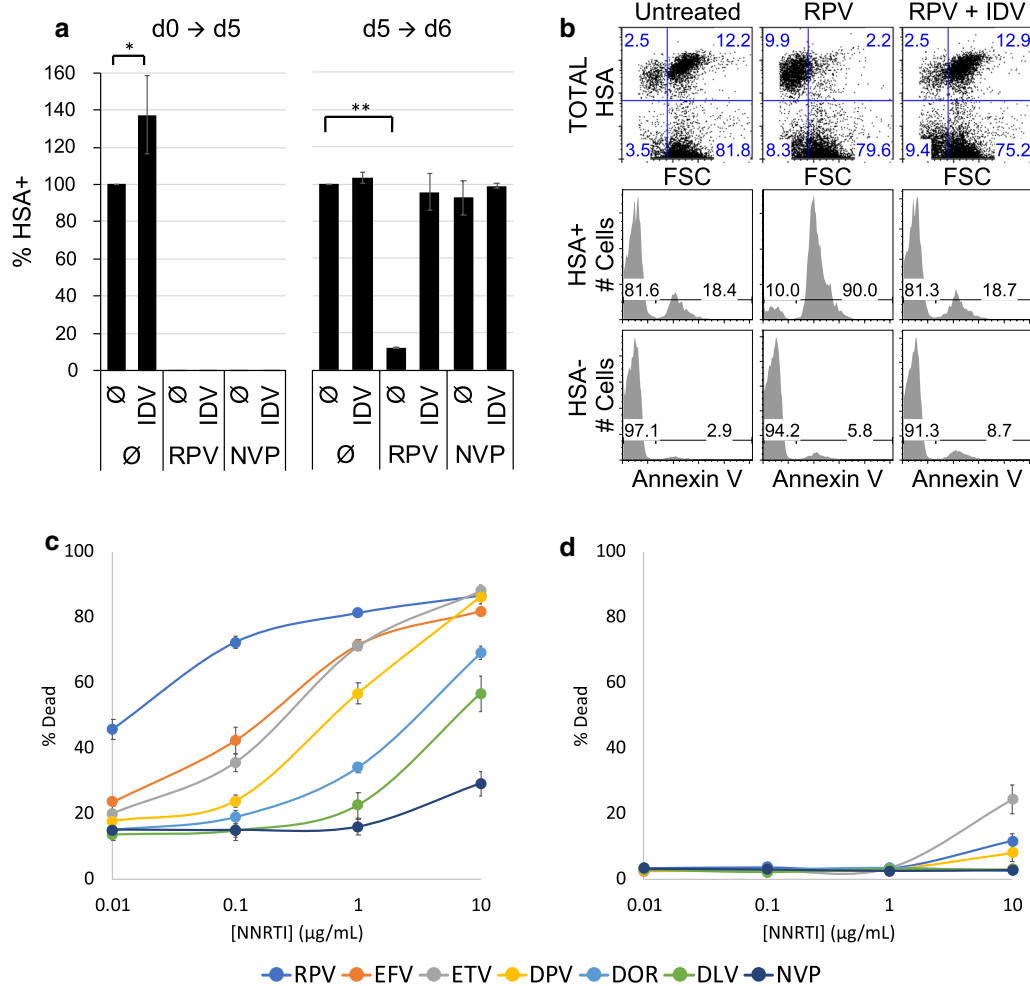 a
d0 → d5
d5 → d6
*
**
% HSA+
160
140
120
100
80
60
40
20
0
Ø IDV Ø IDV Ø IDV
Ø RPV NVP
Ø IDV Ø IDV Ø IDV
Ø RPV NVP
b
Untreated RPV RPV + IDV
TOTAL
HSA
2.5 12.2 9.9 2.2 2.5 12.9
3.5 81.8 8.3 79.6 9.4 75.2
FSC FSC FSC
HSA+
# Cells
81.6 18.4 10.0 90.0 81.3 18.7
HSA-
# Cells
97.1 2.9 94.2 5.8 91.3 8.7
Annexin V Annexin V Annexin V
c
% Dead
100
80
60
40
20
0
0.01 0.1 1 10
[NNRTI] (µg/mL)
d
% Dead
100
80
60
40
20
0
0.01 0.1 1 10
[NNRTI] (µg/mL)
RPV EFV ETV DPV DOR DLV NVP